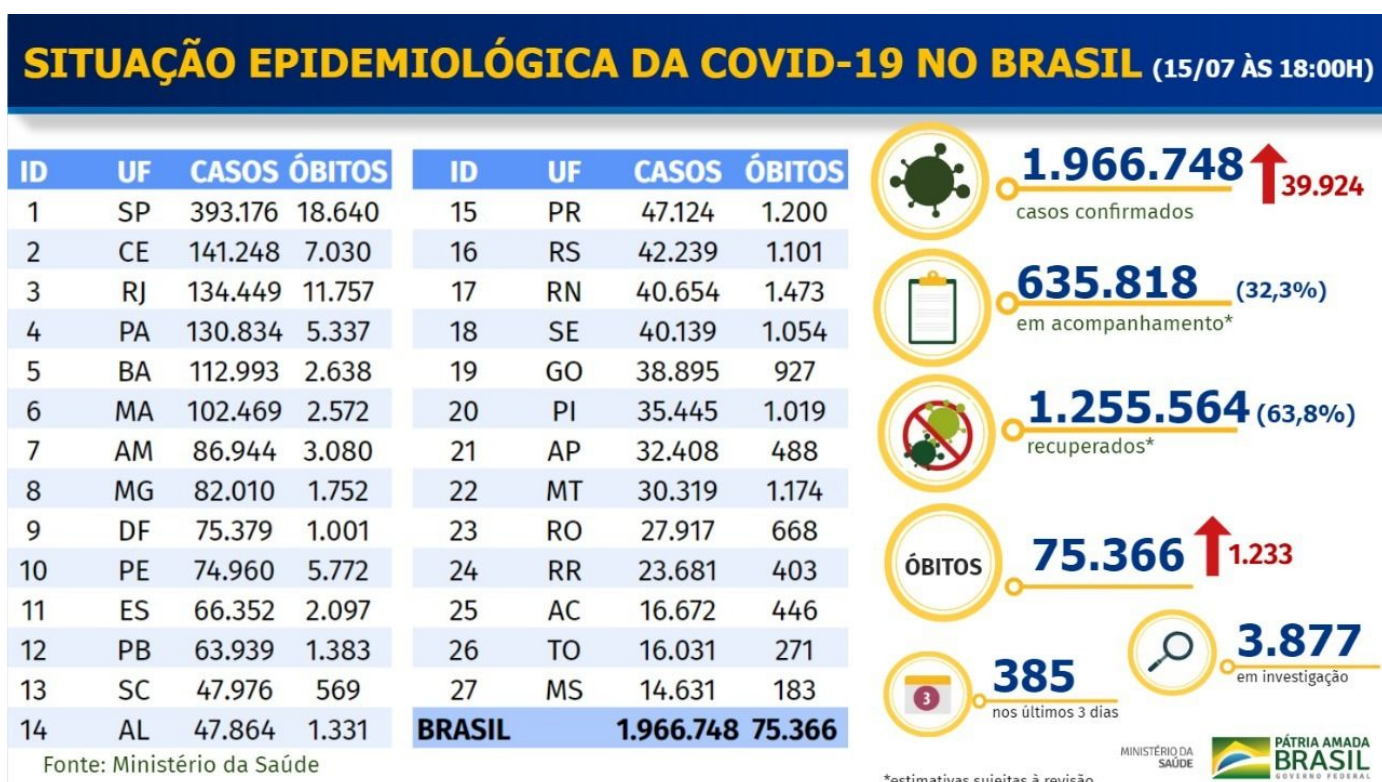 SITUAÇÃO EPIDEMIOLÓGICA DA COVID-19 NO BRASIL (15/07 ÀS 18:00H)
ID UF CASOS ÓBITOS
1 SP 393.176 18.640
2 CE 141.248 7.030
3 RJ 134.449 11.757
4 PA 130.834 5.337
5 BA 112.993 2.638
6 MA 102.469 2.572
7 AM 86.944 3.080
8 MG 82.010 1.752
9 DF 75.379 1.001
10 PE 74.960 5.772
11 ES 66.352 2.097
12 PB 63.939 1.383
13 SC 47.976 569
14 AL 47.864 1.331
Fonte: Ministério da Saúde
ID UF CASOS ÓBITOS
15 PR 47.124 1.200
16 RS 42.239 1.101
17 RN 40.654 1.473
18 SE 40.139 1.054
19 GO 38.895 927
20 PI 35.445 1.019
21 AP 32.408 488
22 MT 30.319 1.174
23 RO 27.917 668
24 RR 23.681 403
25 AC 16.672 446
26 TO 16.031 271
27 MS 14.631 183
BRASIL 1.966.748 75.366
1.966.748 39.924
casos confirmados
635.818 (32,3%)
em acompanhamento*
1.255.564 (63,8%)
recuperados*
ÓBITOS 75.366 1.233
3 385
nos últimos 3 dias
3.877
em investigação
*estimativas sujeitas à revisão
MINISTÉRIO DA
SAÚDE
PÁTRIA AMADA
BRASIL
GOVERNO FEDERAL